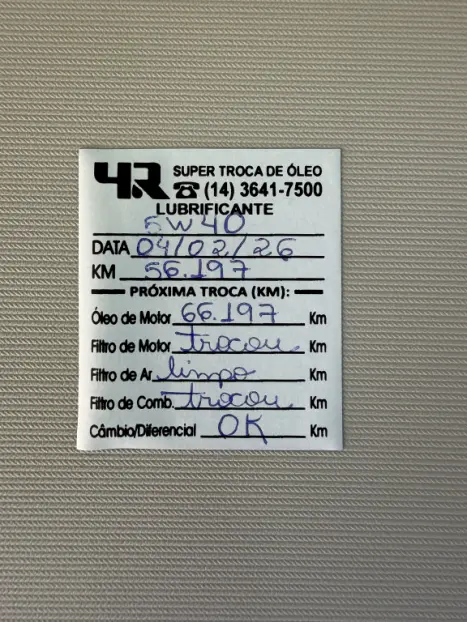 4R SUPER TROCA DE ÓLEO
☎ (14) 3641-7500
LUBRIFICANTE
5W40
DATA 04/02/26
KM 56.197
PRÓXIMA TROCA (KM):
Óleo de Motor 66.197 Km
Filtro de Motor trocou Km
Filtro de Ar limpo Km
Filtro de Comb. trocou Km
Câmbio/Diferencial OK Km